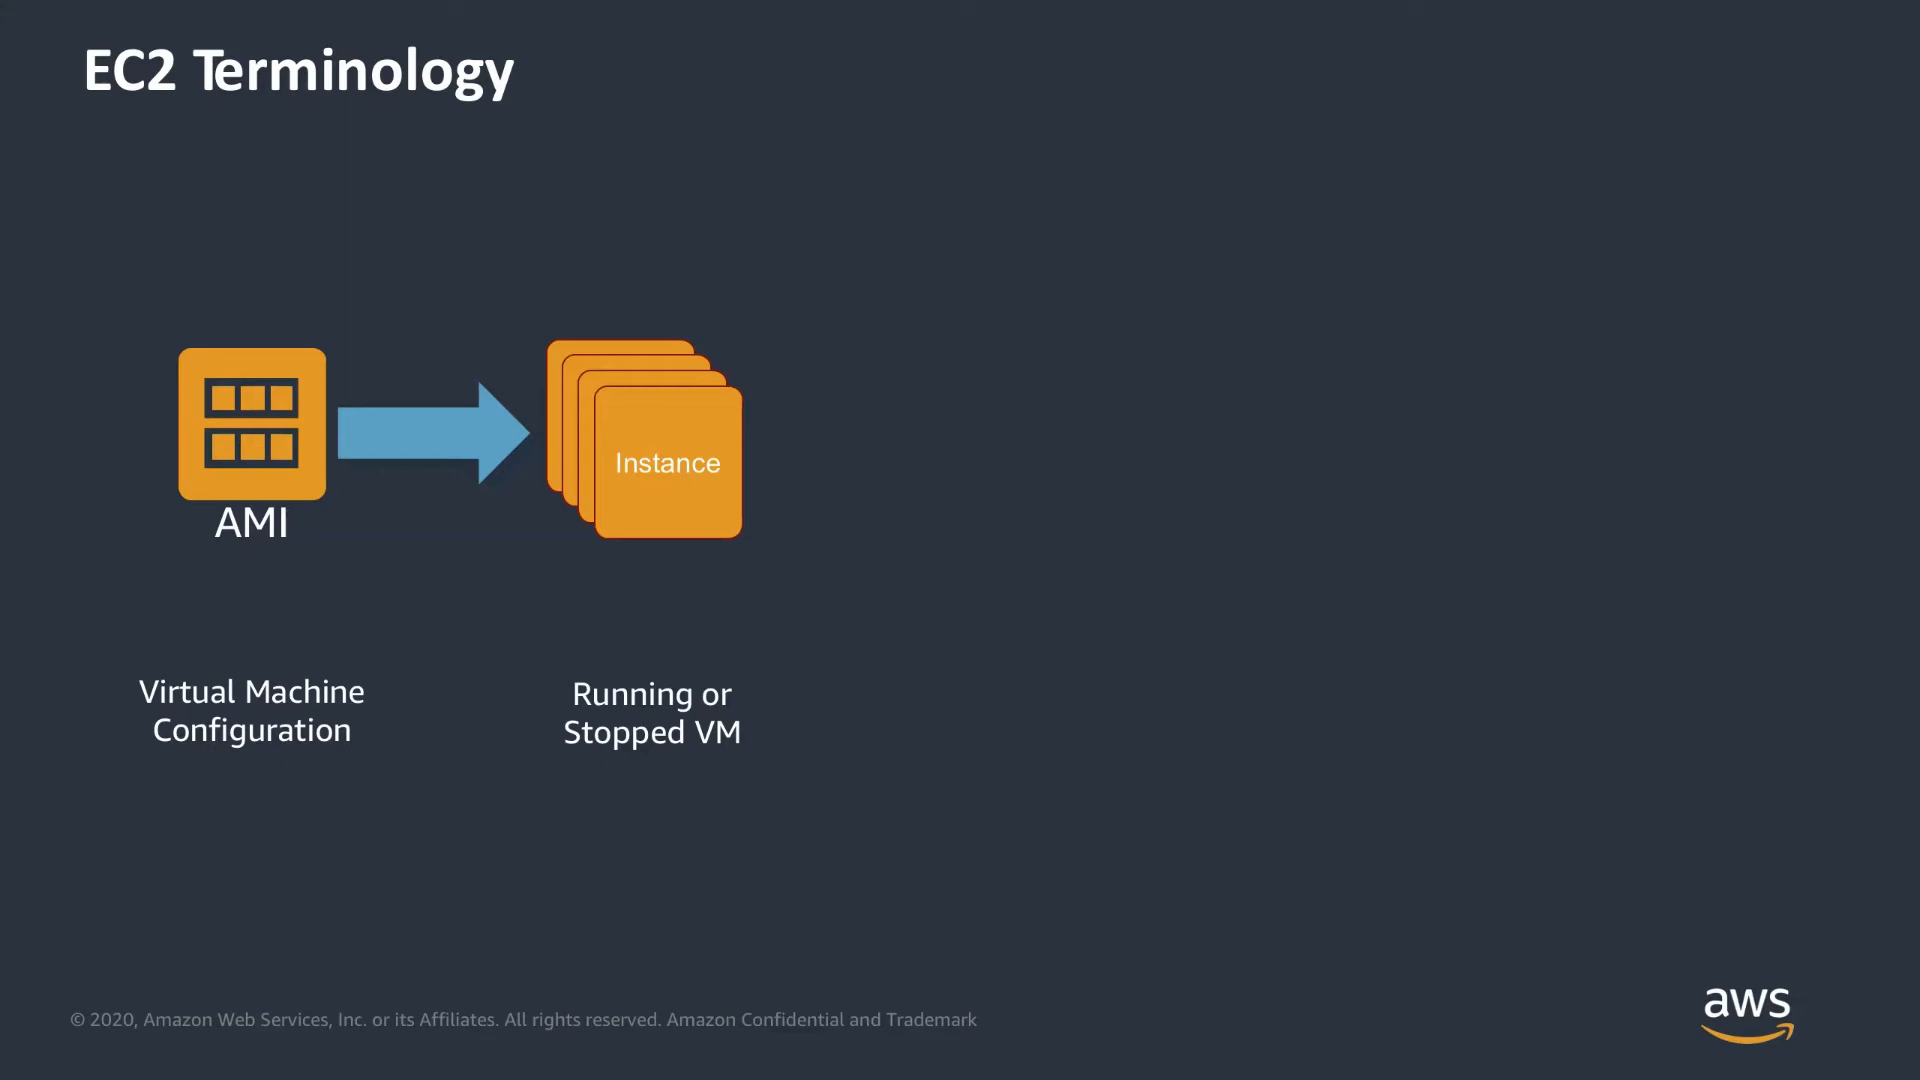 EC2 Terminology
Instance
AMI
Virtual Machine
Configuration
Running or
Stopped VM
© 2020, Amazon Web Services, Inc. or its Affiliates. All rights reserved. Amazon Confidential and Trademark
aws